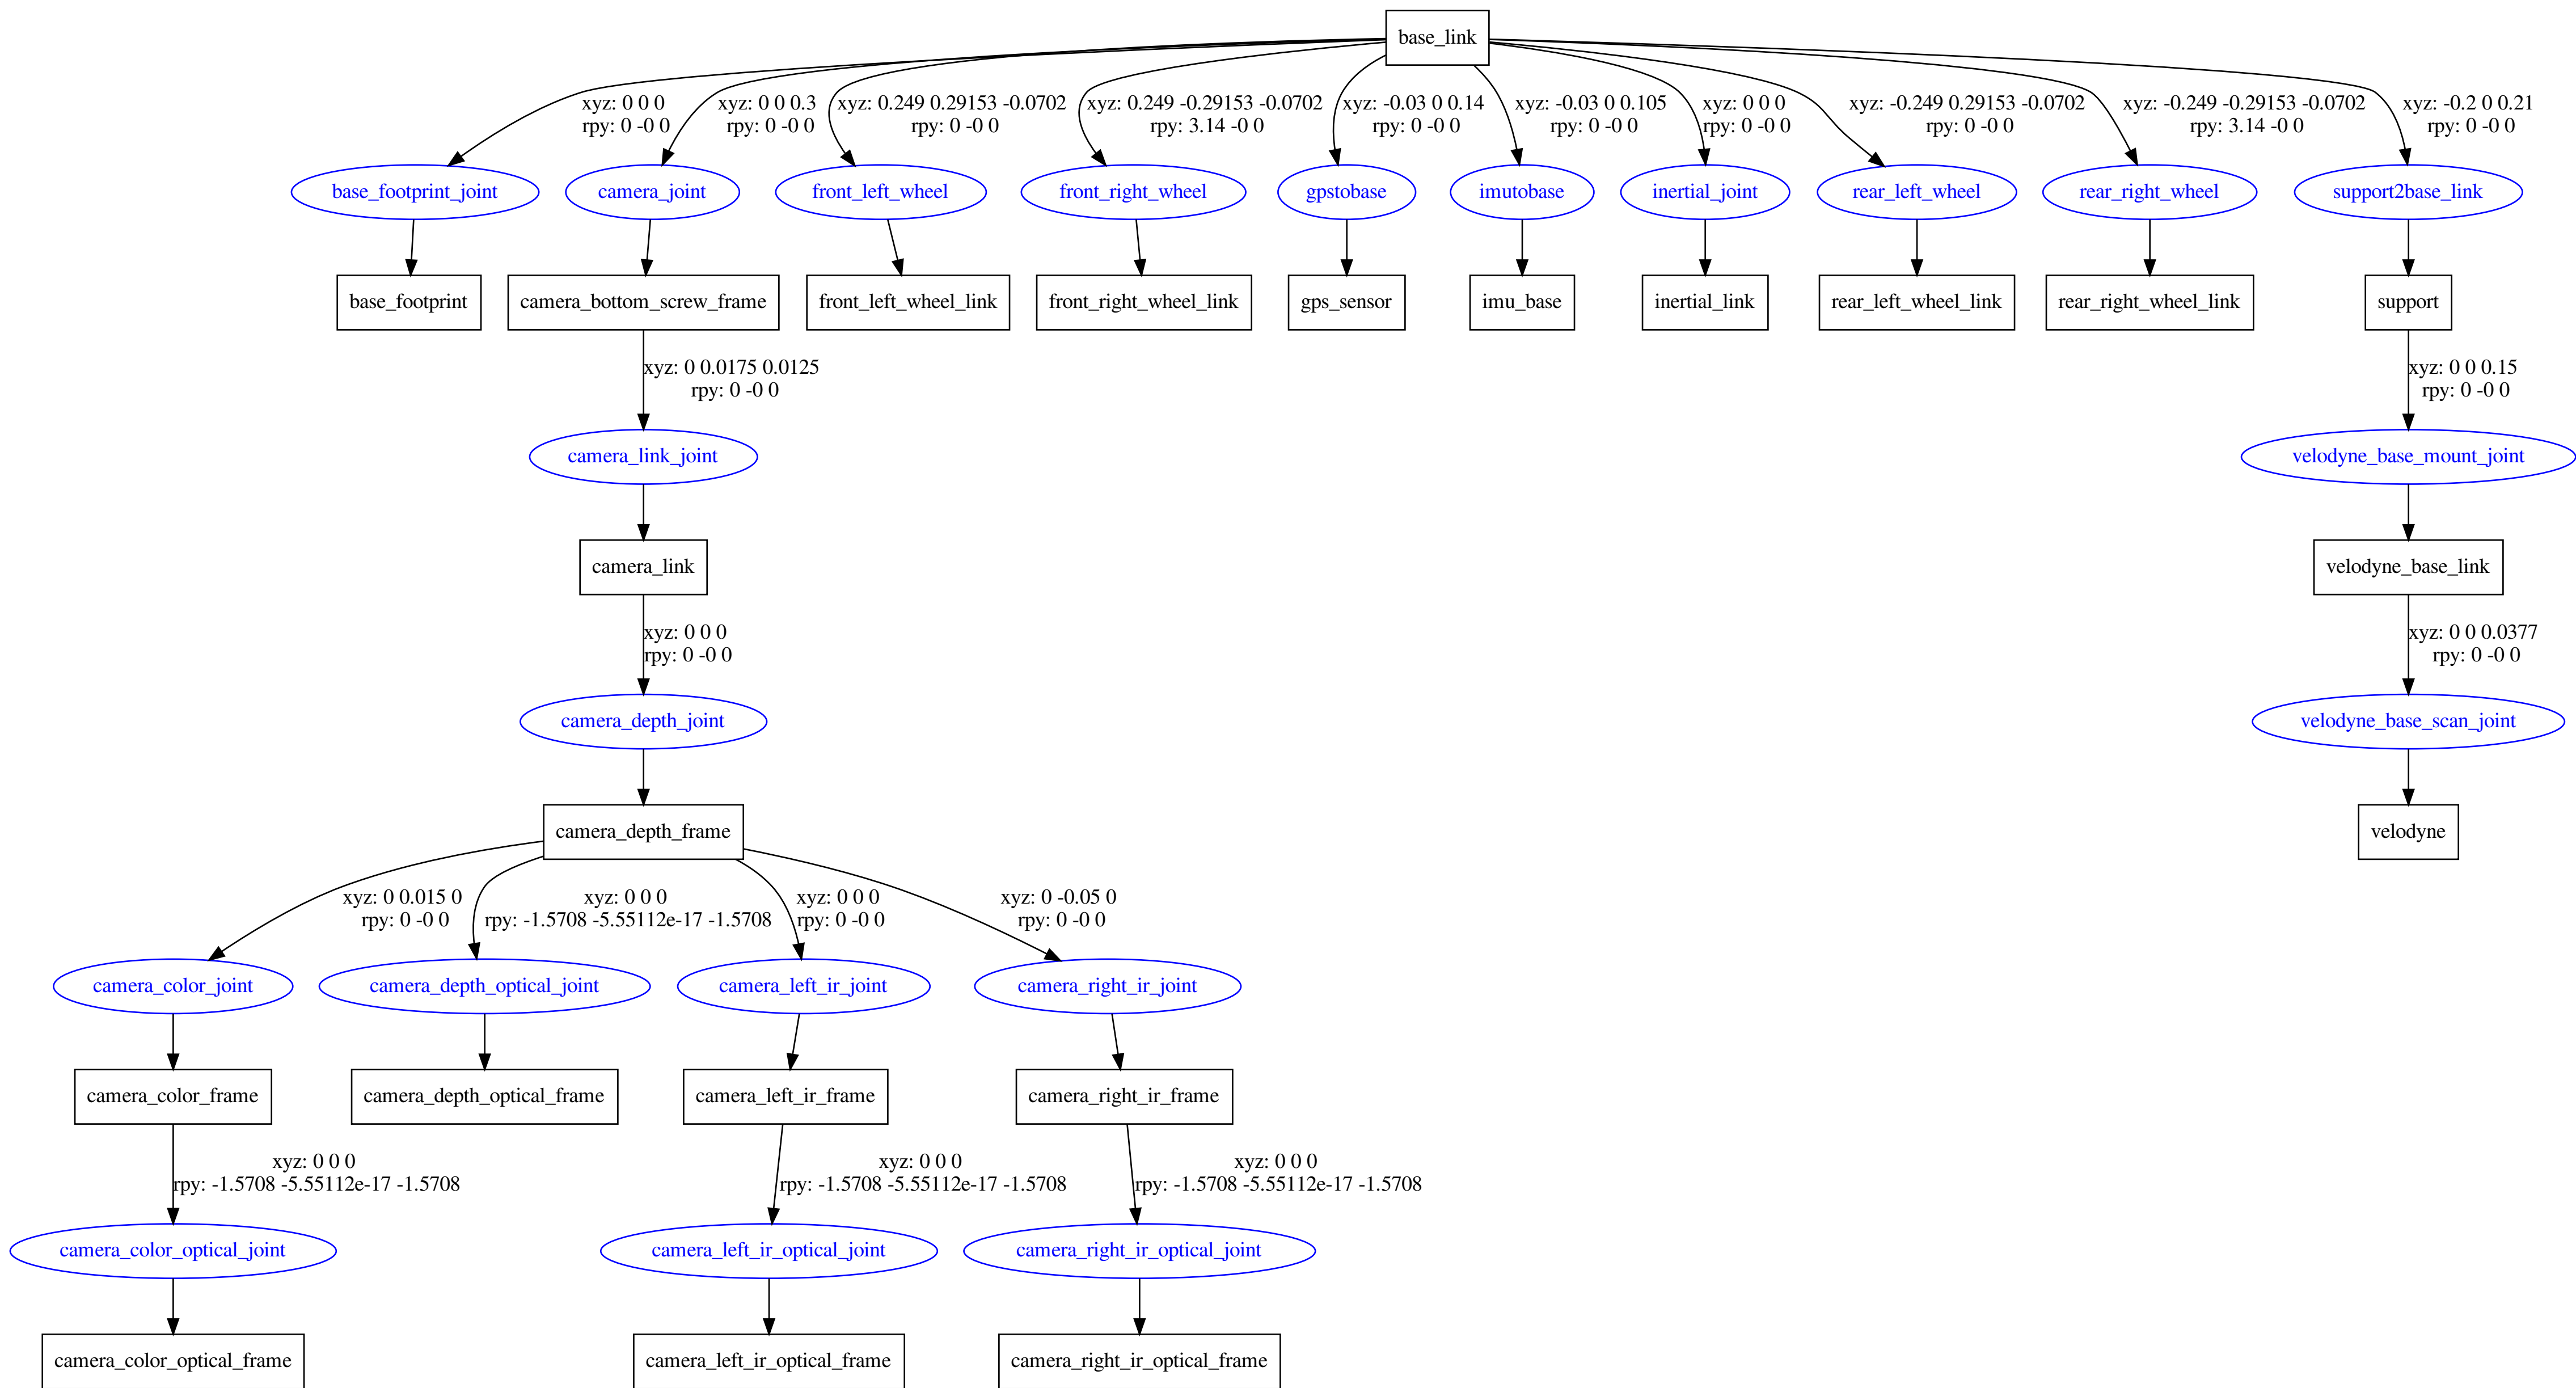 base_link
xyz: 0 0 0
rpy: 0 -0 0
xyz: 0 0 0.3
rpy: 0 -0 0
xyz: 0.249 0.29153 -0.0702
rpy: 0 -0 0
xyz: 0.249 -0.29153 -0.0702
rpy: 3.14 -0 0
xyz: -0.03 0 0.14
rpy: 0 -0 0
xyz: -0.03 0 0.105
rpy: 0 -0 0
xyz: 0 0 0
rpy: 0 -0 0
xyz: -0.249 0.29153 -0.0702
rpy: 0 -0 0
xyz: -0.249 -0.29153 -0.0702
rpy: 3.14 -0 0
xyz: -0.2 0 0.21
rpy: 0 -0 0
base_footprint_joint
camera_joint
front_left_wheel
front_right_wheel
gpstobase
imutobase
inertial_joint
rear_left_wheel
rear_right_wheel
support2base_link
base_footprint
camera_bottom_screw_frame
front_left_wheel_link
front_right_wheel_link
gps_sensor
imu_base
inertial_link
rear_left_wheel_link
rear_right_wheel_link
support
xyz: 0 0.0175 0.0125
rpy: 0 -0 0
xyz: 0 0 0.15
rpy: 0 -0 0
camera_link_joint
velodyne_base_mount_joint
camera_link
velodyne_base_link
xyz: 0 0 0
rpy: 0 -0 0
xyz: 0 0 0.0377
rpy: 0 -0 0
camera_depth_joint
velodyne_base_scan_joint
camera_depth_frame
velodyne
xyz: 0 0.015 0
rpy: 0 -0 0
xyz: 0 0 0
rpy: -1.5708 -5.55112e-17 -1.5708
xyz: 0 0 0
rpy: 0 -0 0
xyz: 0 -0.05 0
rpy: 0 -0 0
camera_color_joint
camera_depth_optical_joint
camera_left_ir_joint
camera_right_ir_joint
camera_color_frame
camera_depth_optical_frame
camera_left_ir_frame
camera_right_ir_frame
xyz: 0 0 0
rpy: -1.5708 -5.55112e-17 -1.5708
xyz: 0 0 0
rpy: -1.5708 -5.55112e-17 -1.5708
xyz: 0 0 0
rpy: -1.5708 -5.55112e-17 -1.5708
camera_color_optical_joint
camera_left_ir_optical_joint
camera_right_ir_optical_joint
camera_color_optical_frame
camera_left_ir_optical_frame
camera_right_ir_optical_frame